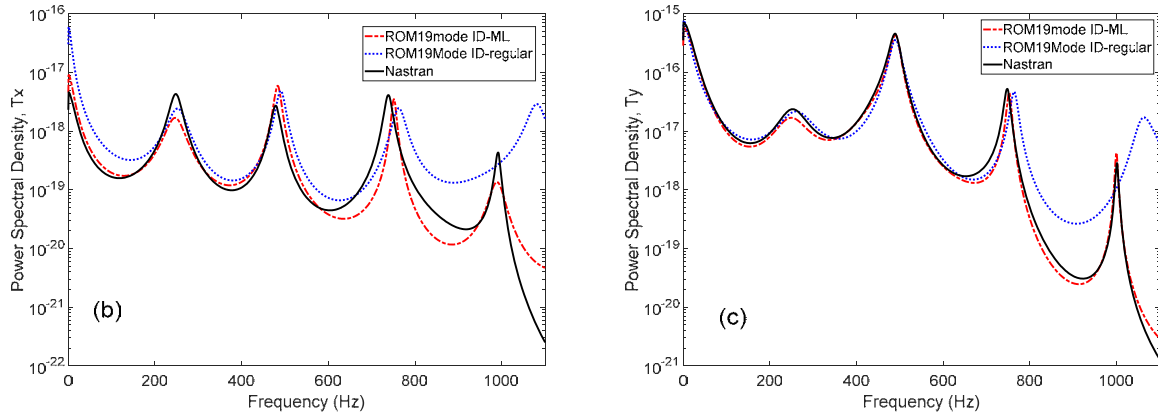 10^-16
10^-17
10^-18
10^-19
10^-20
10^-21
10^-22
Power Spectral Density, Tx
ROM19mode ID-ML
ROM19Mode ID-regular
Nastran
(b)
0 200 400 600 800 1000
Frequency (Hz)
10^-15
10^-16
10^-17
10^-18
10^-19
10^-20
10^-21
Power Spectral Density, Ty
ROM19mode ID-ML
ROM19Mode ID-regular
Nastran
(c)
0 200 400 600 800 1000
Frequency (Hz)